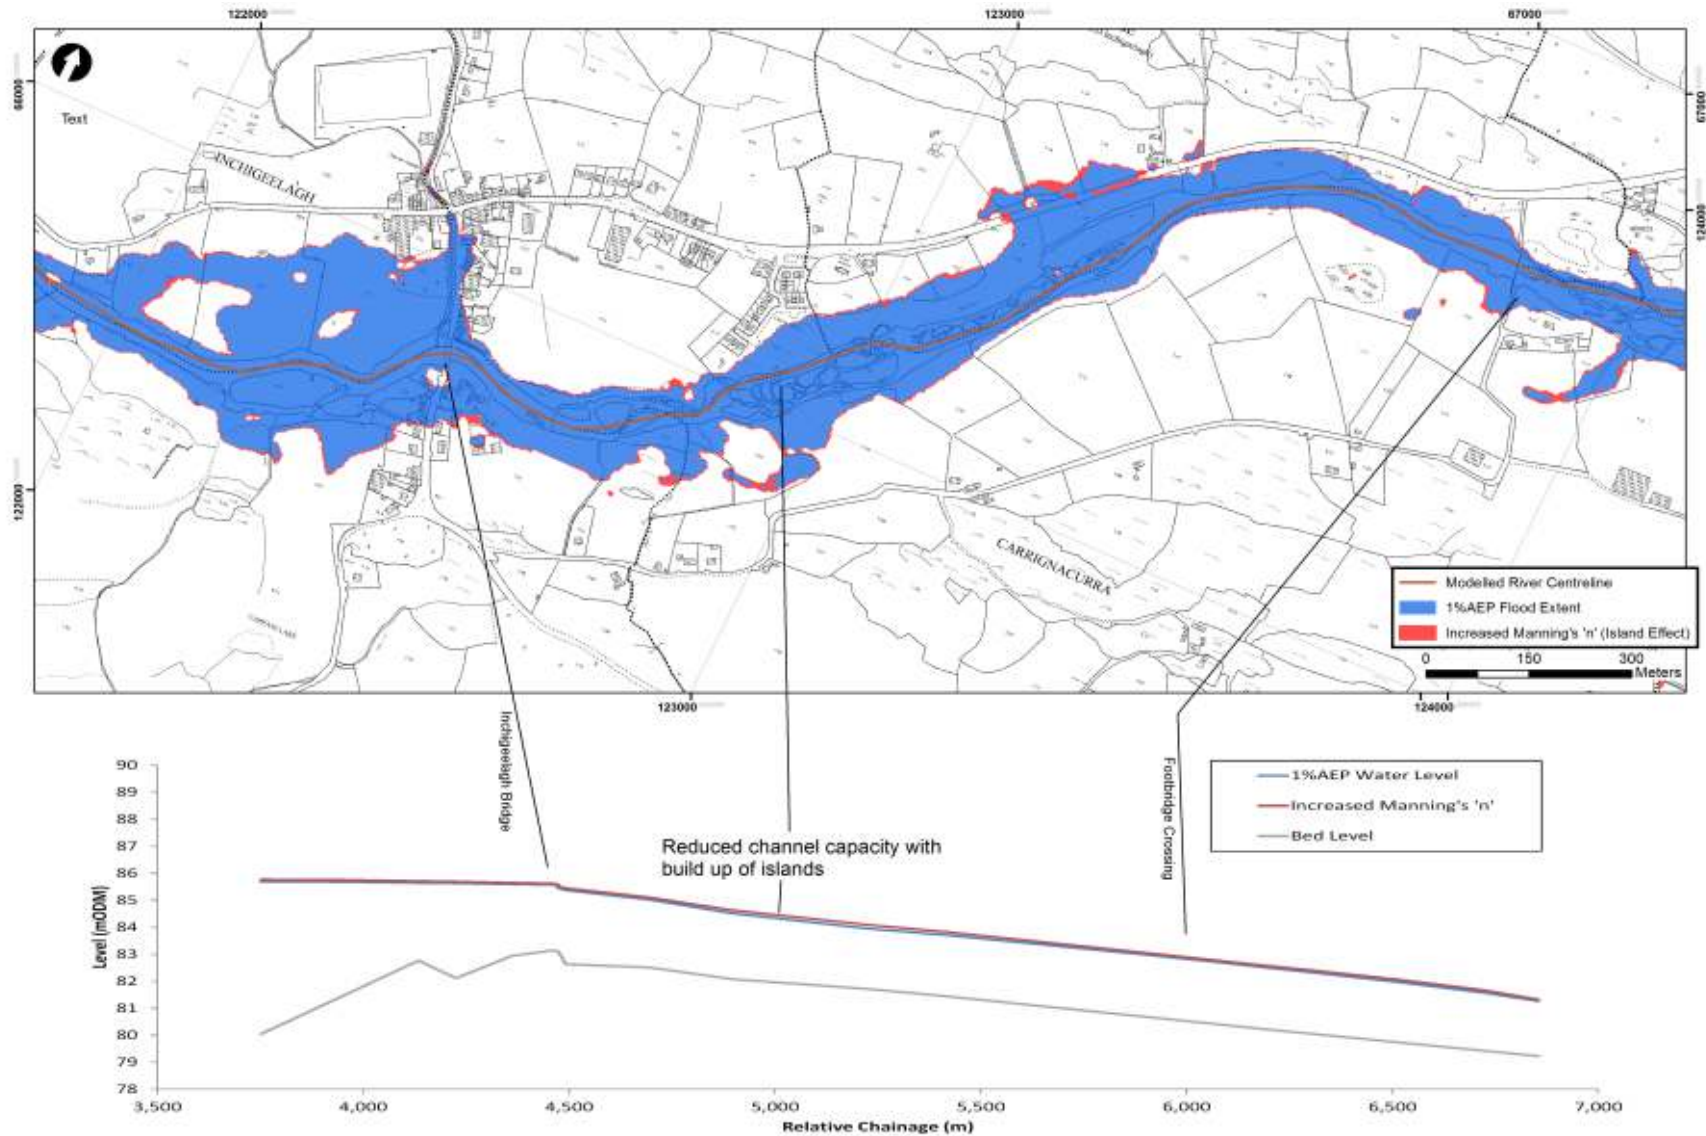 122000
123000
67000
66000
67000
Text
INCHIGEELAGH
124000
122000
CARRIGNACURRA
Modelled River Centreline
1%AEP Flood Extent
Increased Manning's 'n' (Island Effect)
0 150 300
Meters
123000
124000
Inchigeelagh Bridge
Footbridge Crossing
1%AEP Water Level
Increased Manning's 'n'
Bed Level
Reduced channel capacity with
build up of islands
Level (mODM)
90
89
88
87
86
85
84
83
82
81
80
79
78
3,500 4,000 4,500 5,000 5,500 6,000 6,500 7,000
Relative Chainage (m)